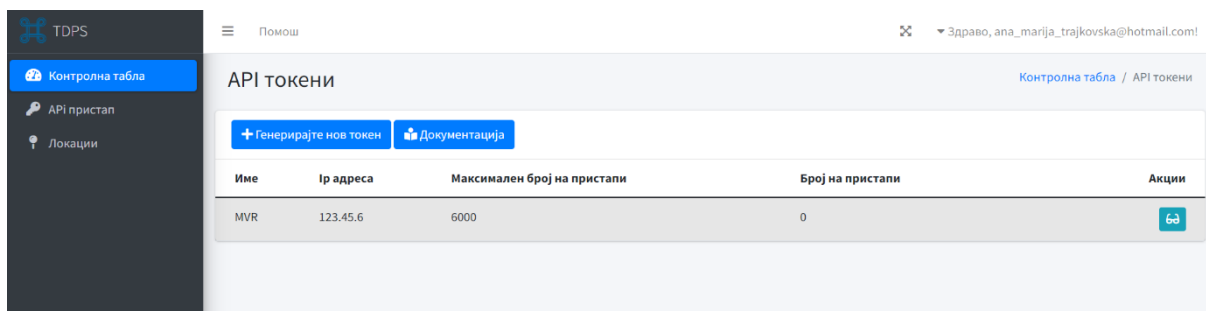 TDPS
Помош
Здраво, ana_marija_trajkovska@hotmail.com!
Контролна табла
APi пристап
Локации
API токени
Контролна табла / API токени
Генерирајте нов токен
Документација
Име Ip адреса Максимален број на пристапи Број на пристапи Акции
MVR 123.45.6 6000 0